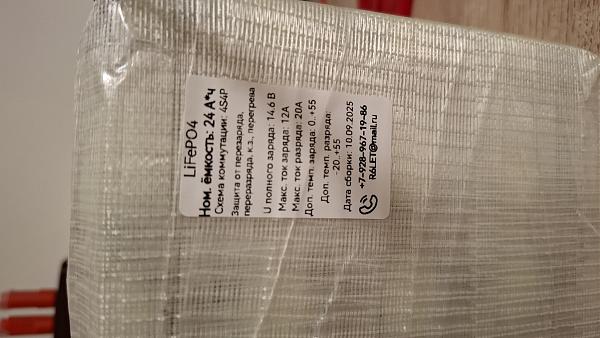 LiFePO4
Ном. ёмкость: 24 А*ч
Схема коммутации: 4S4P
Защита от перезаряда,
переразряда, к.з., перегрева
U полного заряда: 14.6 В
Макс. ток заряда: 12А
Макс. ток разряда: 20А
Доп. темп. заряда: 0..+55
Доп. темп. разряда:
-20..+55
Дата сборки: 10.09.2025
+7-928-967-19-86
R6LET@mail.ru